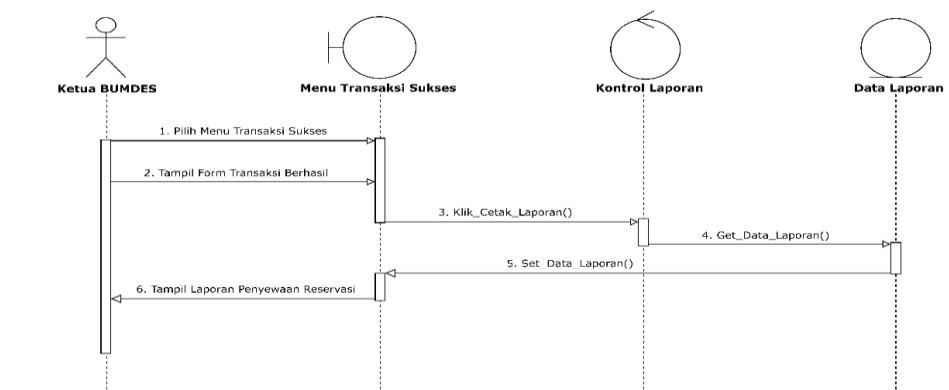 Ketua BUMDES
Menu Transaksi Sukses
Kontrol Laporan
Data Laporan
1. Pilih Menu Transaksi Sukses
2. Tampil Form Transaksi Berhasil
3. Klik_Cetak_Laporan()
4. Get_Data_Laporan()
5. Set_Data_Laporan()
6. Tampil Laporan Penyewaan Reservasi